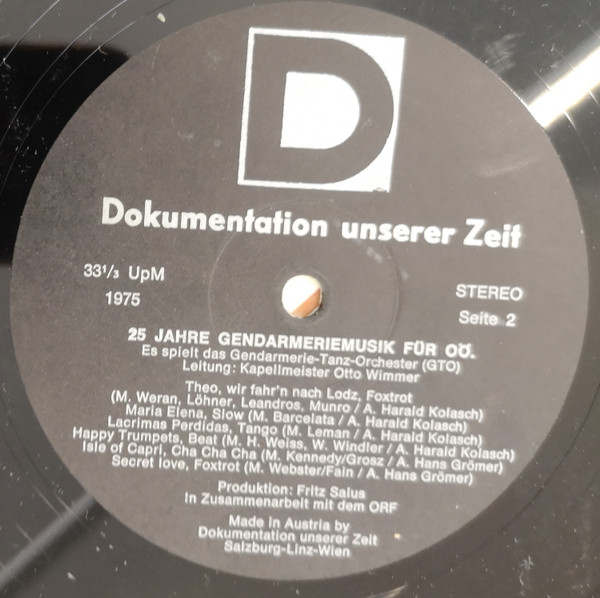 D
Dokumentation unserer Zeit
33⅓ UpM
1975
STEREO
Seite 2
25 JAHRE GENDARMERIEMUSIK FÜR OÖ.
Es spielt das Gendarmerie-Tanz-Orchester (GTO)
Leitung: Kapellmeister Otto Wimmer
Theo, wir fahr'n nach Lodz, Foxtrot
(M. Weran, Löhner, Leandros, Munro / A. Harald Kolasch)
Maria Elena, Slow (M. Barcelata / A. Harald Kolasch)
Lacrimas Perdidas, Tango (M. Leman / A. Harald Kolasch)
Happy Trumpets, Beat (M. H. Weiss, W. Windler / A. Harald Kolasch)
Isle of Capri, Cha Cha Cha (M. Kennedy/Grosz / A. Hans Grömer)
Secret love, Foxtrot (M. Webster/Fain / A. Hans Grömer)
Produktion: Fritz Salus
In Zusammenarbeit mit dem ORF
Made in Austria by
Dokumentation unserer Zeit
Salzburg-Linz-Wien